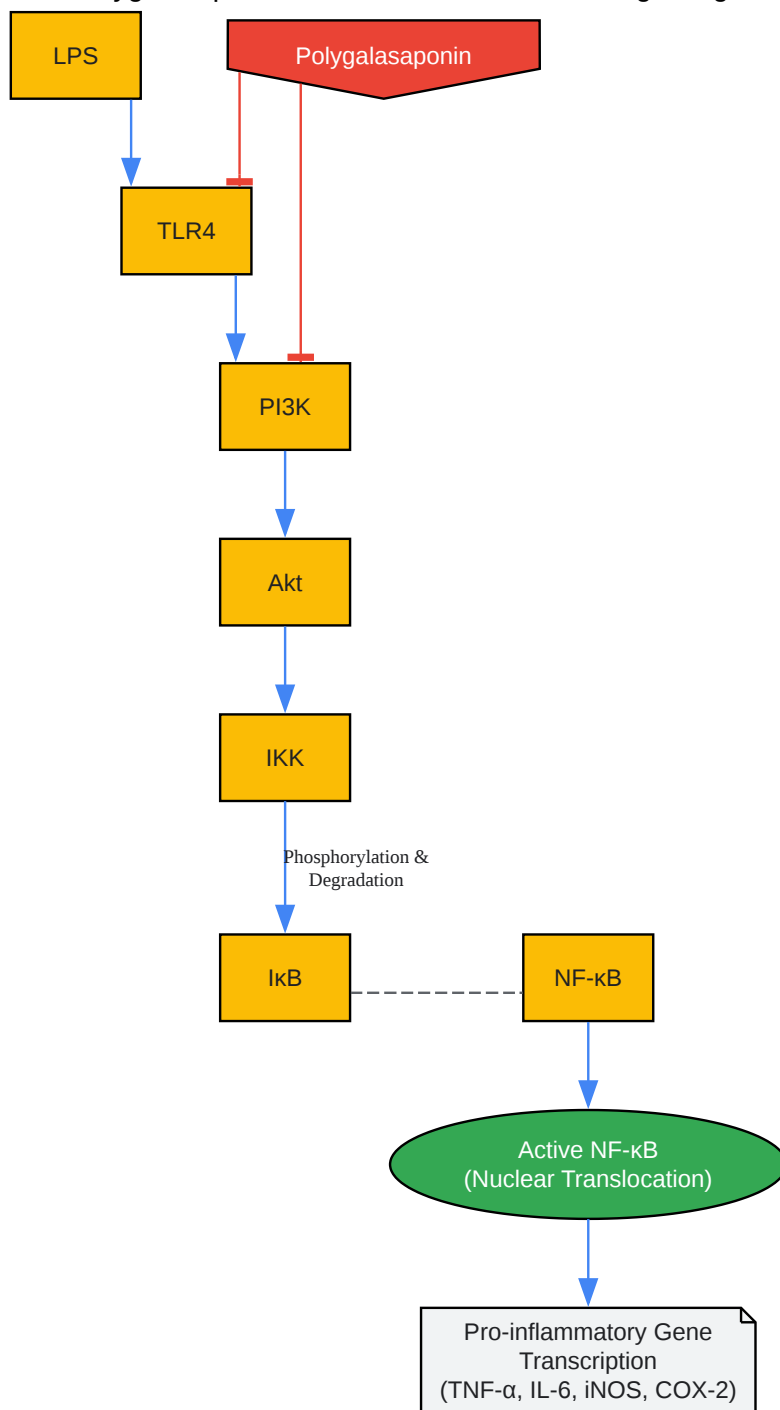 LPS
Polygalasaponin
TLR4
PI3K
Akt
IKK
Phosphorylation &
Degradation
IκB
NF-κB
Active NF-κB
(Nuclear Translocation)
Pro-inflammatory Gene
Transcription
(TNF-α, IL-6, iNOS, COX-2)